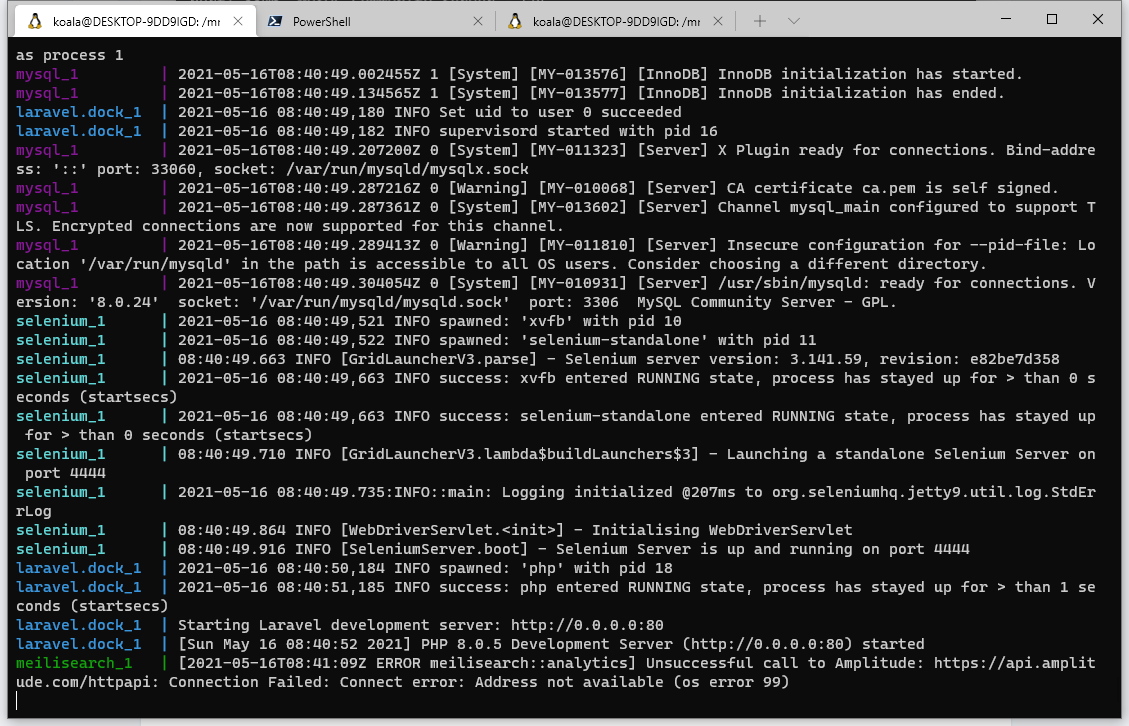 koala@DESKTOP-9DD9IGD: /mr
PowerShell
koala@DESKTOP-9DD9IGD: /mr
as process 1
mysql_1 | 2021-05-16T08:40:49.002455Z 1 [System] [MY-013576] [InnoDB] InnoDB initialization has started.
mysql_1 | 2021-05-16T08:40:49.134565Z 1 [System] [MY-013577] [InnoDB] InnoDB initialization has ended.
laravel.dock_1 | 2021-05-16 08:40:49,180 INFO Set uid to user 0 succeeded
laravel.dock_1 | 2021-05-16 08:40:49,182 INFO supervisord started with pid 16
mysql_1 | 2021-05-16T08:40:49.207200Z 0 [System] [MY-011323] [Server] X Plugin ready for connections. Bind-addre
ss: '::' port: 33060, socket: /var/run/mysqld/mysqlx.sock
mysql_1 | 2021-05-16T08:40:49.287216Z 0 [Warning] [MY-010068] [Server] CA certificate ca.pem is self signed.
mysql_1 | 2021-05-16T08:40:49.287361Z 0 [System] [MY-013602] [Server] Channel mysql_main configured to support T
LS. Encrypted connections are now supported for this channel.
mysql_1 | 2021-05-16T08:40:49.289413Z 0 [Warning] [MY-011810] [Server] Insecure configuration for --pid-file: Lo
cation '/var/run/mysqld' in the path is accessible to all OS users. Consider choosing a different directory.
mysql_1 | 2021-05-16T08:40:49.304054Z 0 [System] [MY-010931] [Server] /usr/sbin/mysqld: ready for connections. V
ersion: '8.0.24'  socket: '/var/run/mysqld/mysqld.sock'  port: 3306  MySQL Community Server - GPL.
selenium_1 | 2021-05-16 08:40:49,521 INFO spawned: 'xvfb' with pid 10
selenium_1 | 2021-05-16 08:40:49,522 INFO spawned: 'selenium-standalone' with pid 11
selenium_1 | 08:40:49.663 INFO [GridLauncherV3.parse] - Selenium server version: 3.141.59, revision: e82be7d358
selenium_1 | 2021-05-16 08:40:49,663 INFO success: xvfb entered RUNNING state, process has stayed up for > than 0 s
econds (startsecs)
selenium_1 | 2021-05-16 08:40:49,663 INFO success: selenium-standalone entered RUNNING state, process has stayed up
for > than 0 seconds (startsecs)
selenium_1 | 08:40:49.710 INFO [GridLauncherV3.lambda$buildLaunchers$3] - Launching a standalone Selenium Server on
port 4444
selenium_1 | 2021-05-16 08:40:49.735:INFO::main: Logging initialized @207ms to org.seleniumhq.jetty9.util.log.StdEr
rLog
selenium_1 | 08:40:49.864 INFO [WebDriverServlet.<init>] - Initialising WebDriverServlet
selenium_1 | 08:40:49.916 INFO [SeleniumServer.boot] - Selenium Server is up and running on port 4444
laravel.dock_1 | 2021-05-16 08:40:50,184 INFO spawned: 'php' with pid 18
laravel.dock_1 | 2021-05-16 08:40:51,185 INFO success: php entered RUNNING state, process has stayed up for > than 1 se
conds (startsecs)
laravel.dock_1 | Starting Laravel development server: http://0.0.0.0:80
laravel.dock_1 | [Sun May 16 08:40:52 2021] PHP 8.0.5 Development Server (http://0.0.0.0:80) started
meilisearch_1 | [2021-05-16T08:41:09Z ERROR meilisearch::analytics] Unsuccessful call to Amplitude: https://api.amplit
ude.com/httpapi: Connection Failed: Connect error: Address not available (os error 99)